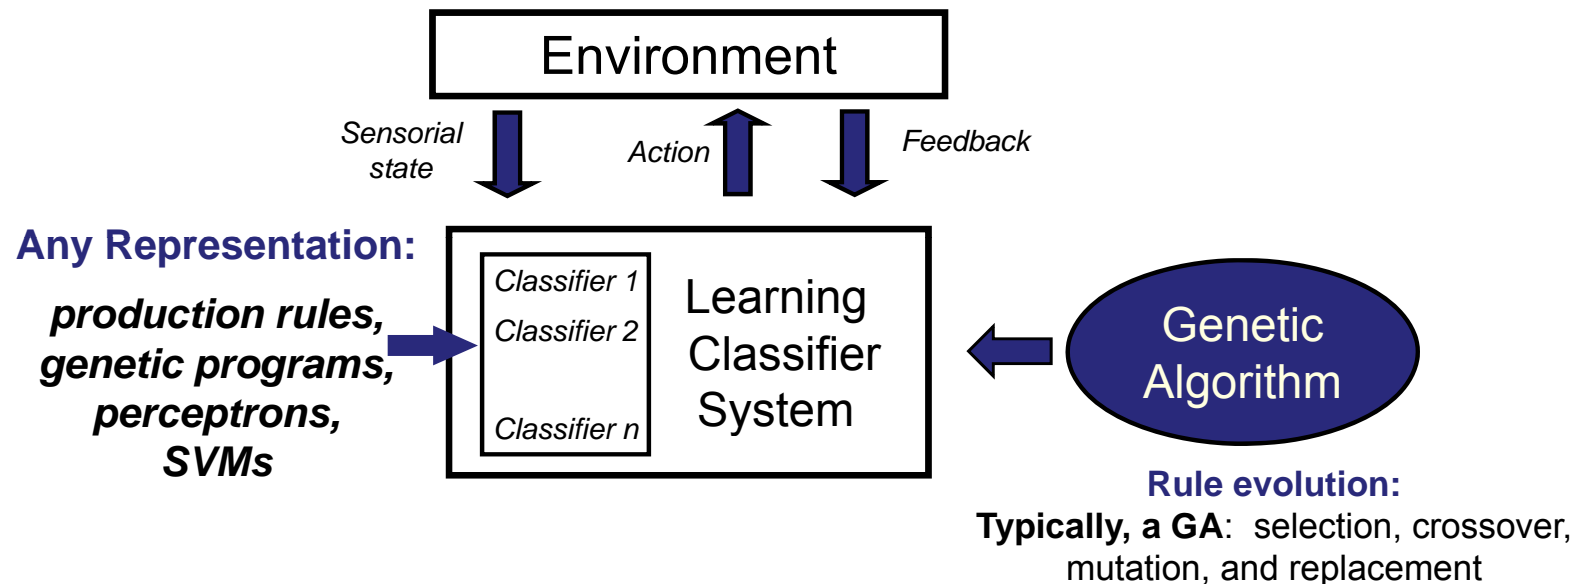 Environment
Sensorial
state
Action
Feedback
Any Representation:
production rules,
genetic programs,
perceptrons,
SVMs
Classifier 1
Classifier 2
Classifier n
Learning
Classifier
System
Genetic
Algorithm
Rule evolution:
Typically, a GA: selection, crossover,
mutation, and replacement